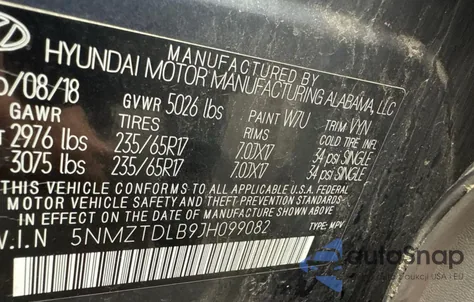 MANUFACTURED BY
HYUNDAI MOTOR MANUFACTURING ALABAMA, LLC
/08/18 GVWR 5026 lbs PAINT W7U TRIM VYN
GAWR TIRES RIMS COLD TIRE INFL
2976 lbs 235/65R17 7.0JX17 34 psi SINGLE
3075 lbs 235/65R17 7.0JX17 34 psi SINGLE
THIS VEHICLE CONFORMS TO ALL APPLICABLE U.S.A FEDERAL
MOTOR VEHICLE SAFETY AND THEFT PREVENTION STANDARDS
IN EFFECT ON THE DATE OF MANUFACTURE SHOWN ABOVE.
V.I.N 5NMZTDLB9JH099082 TYPE: MPV
autoSnap